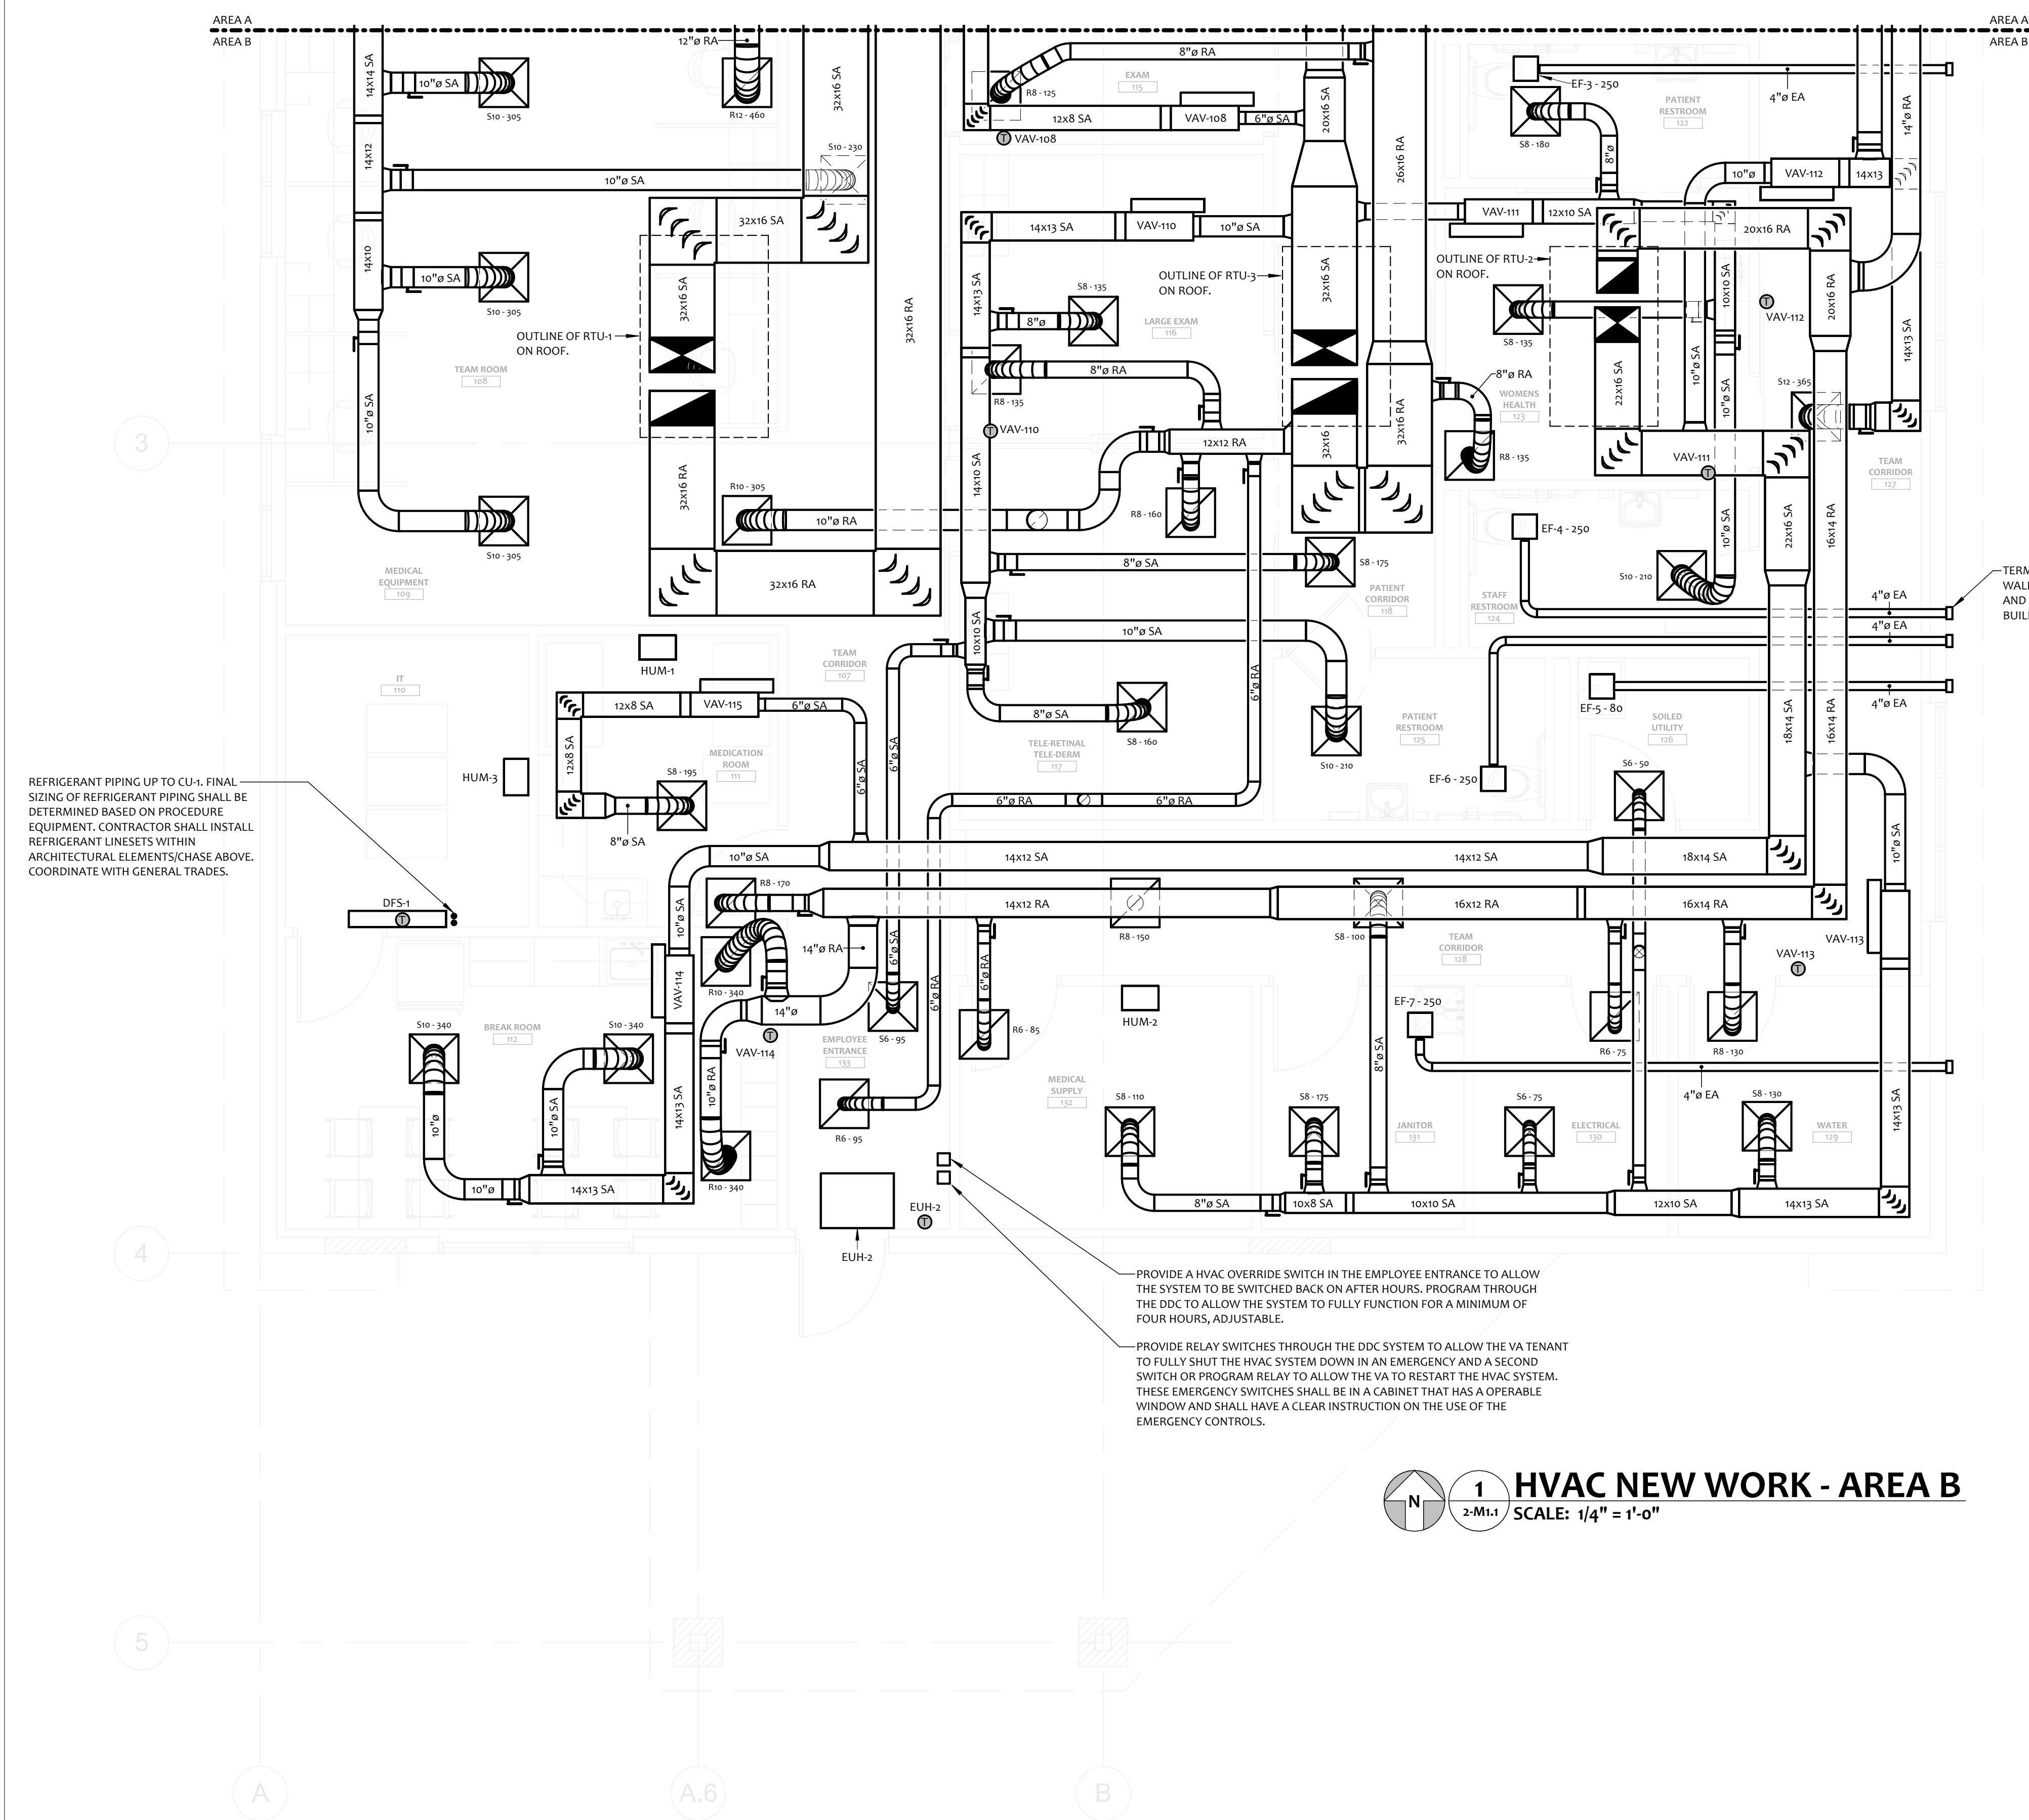 AREA A
AREA B
AREA A
AREA B
14x14 SA
10"ø SA
S10 - 305
12"ø RA
R12 - 460
32x16 SA
8"ø RA
R8 - 125
EXAM
115
12x8 SA
VAV-108
6"ø SA
VAV-108
20x16 SA
26x16 RA
EF-3 - 250
4"ø EA
PATIENT
RESTROOM
122
S8 - 180
8"ø
14"ø RA
14x12
10"ø SA
S10 - 230
10"ø
VAV-112
14x13
14x10
10"ø SA
S10 - 305
32x16 SA
32x16 SA
OUTLINE OF RTU-1
ON ROOF.
32x16 RA
14x13 SA
VAV-110
10"ø SA
VAV-111
12x10 SA
20x16 RA
OUTLINE OF RTU-3
ON ROOF.
32x16 SA
OUTLINE OF RTU-2
ON ROOF.
10x10 SA
VAV-112
20x16 RA
14x13 SA
14x13 SA
S8 - 135
8"ø
LARGE EXAM
116
S8 - 135
TEAM ROOM
108
8"ø RA
R8 - 135
8"ø RA
WOMENS
HEALTH
123
22x16 SA
10"ø SA
10"ø SA
S12 - 365
3
10"ø SA
VAV-110
12x12 RA
32x16
32x16 RA
R8 - 135
VAV-111
TEAM
CORRIDOR
127
32x16 RA
R10 - 305
10"ø RA
14x10 SA
R8 - 160
S10 - 305
EF-4 - 250
10"ø SA
22x16 SA
16x14 RA
MEDICAL
EQUIPMENT
109
32x16 RA
8"ø SA
S8 - 175
PATIENT
CORRIDOR
118
STAFF
RESTROOM
124
S10 - 210
4"ø EA
4"ø EA
TERM
WALL
AND
BUIL
HUM-1
TEAM
CORRIDOR
107
10x10 SA
10"ø SA
IT
110
12x8 SA
VAV-115
6"ø SA
8"ø SA
S8 - 160
6"ø RA
S10 - 210
PATIENT
RESTROOM
125
EF-5 - 80
SOILED
UTILITY
126
4"ø EA
18x14 SA
16x14 RA
12x8 SA
MEDICATION
ROOM
111
6"ø SA
6"ø SA
TELE-RETINAL
TELE-DERM
117
REFRIGERANT PIPING UP TO CU-1. FINAL
SIZING OF REFRIGERANT PIPING SHALL BE
DETERMINED BASED ON PROCEDURE
EQUIPMENT. CONTRACTOR SHALL INSTALL
REFRIGERANT LINESETS WITHIN
ARCHITECTURAL ELEMENTS/CHASE ABOVE.
COORDINATE WITH GENERAL TRADES.
HUM-3
S8 - 195
8"ø SA
6"ø RA
6"ø RA
EF-6 - 250
S6 - 50
10"ø SA
14x12 SA
14x12 SA
18x14 SA
10"ø SA
DFS-1
10"ø SA
R8 - 170
14x12 RA
R8 - 150
S8 - 100
16x12 RA
16x14 RA
TEAM
CORRIDOR
128
VAV-113
VAV-113
VAV-114
R10 - 340
14"ø RA
6"ø SA
6"ø RA
6"ø RA
14"ø
VAV-114
S6 - 95
R6 - 85
HUM-2
EF-7 - 250
R6 - 75
R8 - 130
S10 - 340
BREAK ROOM
112
S10 - 340
EMPLOYEE
ENTRANCE
133
10"ø
10"ø SA
14x13 SA
10"ø RA
R6 - 95
MEDICAL
SUPPLY
132
8"ø SA
4"ø EA
14x13 SA
S8 - 110
S8 - 175
S6 - 75
S8 - 130
JANITOR
131
ELECTRICAL
130
WATER
129
10"ø
14x13 SA
R10 - 340
8"ø SA
10x8 SA
10x10 SA
12x10 SA
14x13 SA
EUH-2
EUH-2
4
PROVIDE A HVAC OVERRIDE SWITCH IN THE EMPLOYEE ENTRANCE TO ALLOW
THE SYSTEM TO BE SWITCHED BACK ON AFTER HOURS. PROGRAM THROUGH
THE DDC TO ALLOW THE SYSTEM TO FULLY FUNCTION FOR A MINIMUM OF
FOUR HOURS, ADJUSTABLE.
PROVIDE RELAY SWITCHES THROUGH THE DDC SYSTEM TO ALLOW THE VA TENANT
TO FULLY SHUT THE HVAC SYSTEM DOWN IN AN EMERGENCY AND A SECOND
SWITCH OR PROGRAM RELAY TO ALLOW THE VA TO RESTART THE HVAC SYSTEM.
THESE EMERGENCY SWITCHES SHALL BE IN A CABINET THAT HAS A OPERABLE
WINDOW AND SHALL HAVE A CLEAR INSTRUCTION ON THE USE OF THE
EMERGENCY CONTROLS.
N
1
2-M1.1
HVAC NEW WORK - AREA B
SCALE: 1/4" = 1'-0"
5
A
A.6
B